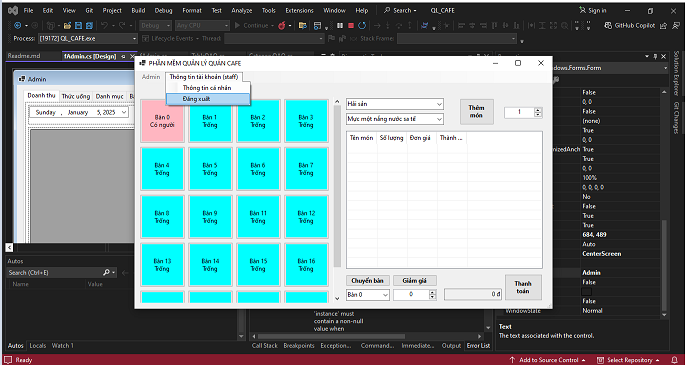 File Edit View Git Project Build Debug Test Analyze Tools Extensions Window Help Search QL_CAFE Sign in
Debug Any CPU Continue GitHub Copilot
Process: [19172] QL_CAFE.exe Lifecycle Events Thread: Stack Frame:
Readme.md fAdmin.cs [Design]
Admin
Doanh thu Thức uống Danh mục
Sunday , January 5, 2025
PHẦN MỀM QUẢN LÝ QUÁN CAFE
Admin Thông tin tài khoản (staff)
Thông tin cá nhân
Đăng xuất
Bàn 0
Có người
Bàn 1
Trống
Bàn 2
Trống
Bàn 3
Trống
Bàn 4
Trống
Bàn 5
Trống
Bàn 6
Trống
Bàn 7
Trống
Bàn 8
Trống
Bàn 9
Trống
Bàn 11
Trống
Bàn 12
Trống
Bàn 13
Trống
Bàn 14
Trống
Bàn 15
Trống
Bàn 16
Trống
Hải sản
Mực một nắng nước sa tế
Thêm
món
1
Tên món Số lượng Đơn giá Thành ...
Chuyển bàn Giảm giá
Bàn 0 0 0 đ
Thanh
toán
dows.Forms.Form
False
0, 0
(none)
True
0, 0
True
0, 0
100%
0, 0, 0, 0
No
False
True
True
684, 489
Auto
CenterScreen
Admin
False
False
WindowState Normal
Text
The text associated with the control.
Solution Explorer
Git Changes
Autos
Search (Ctrl+E)
Name Value
'instance' must
contain a non-null
value when
Autos Locals Watch 1
Call Stack Breakpoints Exception... Command... Immediate... Output Error List
Ready Add to Source Control Select Repository